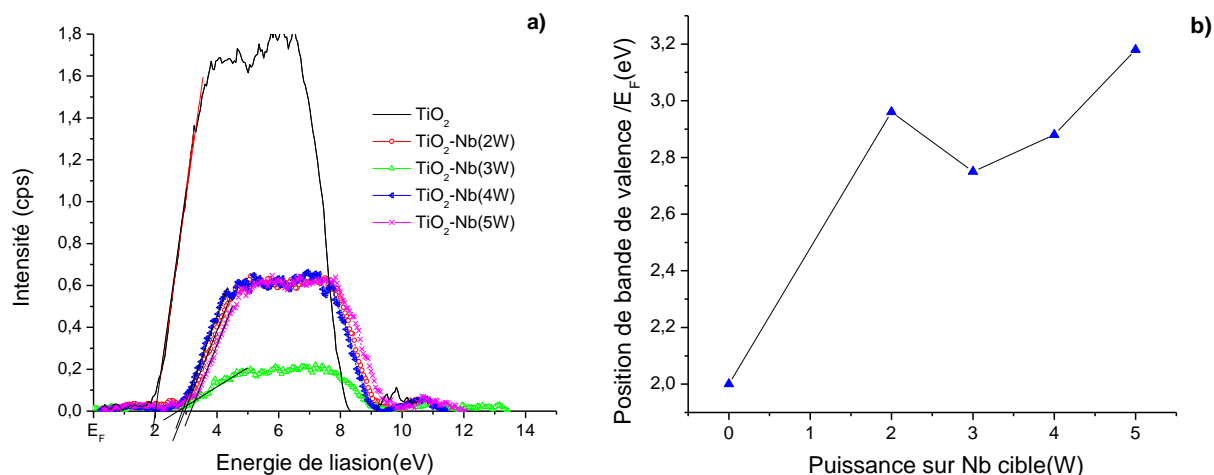 a)
1,8
1,6
1,4
1,2
1,0
0,8
0,6
0,4
0,2
0,0
Intensité (cps)
E_F 2 4 6 8 10 12 14
Energie de liasion(eV)
TiO₂
TiO₂-Nb(2W)
TiO₂-Nb(3W)
TiO₂-Nb(4W)
TiO₂-Nb(5W)
b)
3,2
3,0
2,8
2,6
2,4
2,2
2,0
Position de bande de valence /E_F(eV)
0 1 2 3 4 5
Puissance sur Nb cible(W)